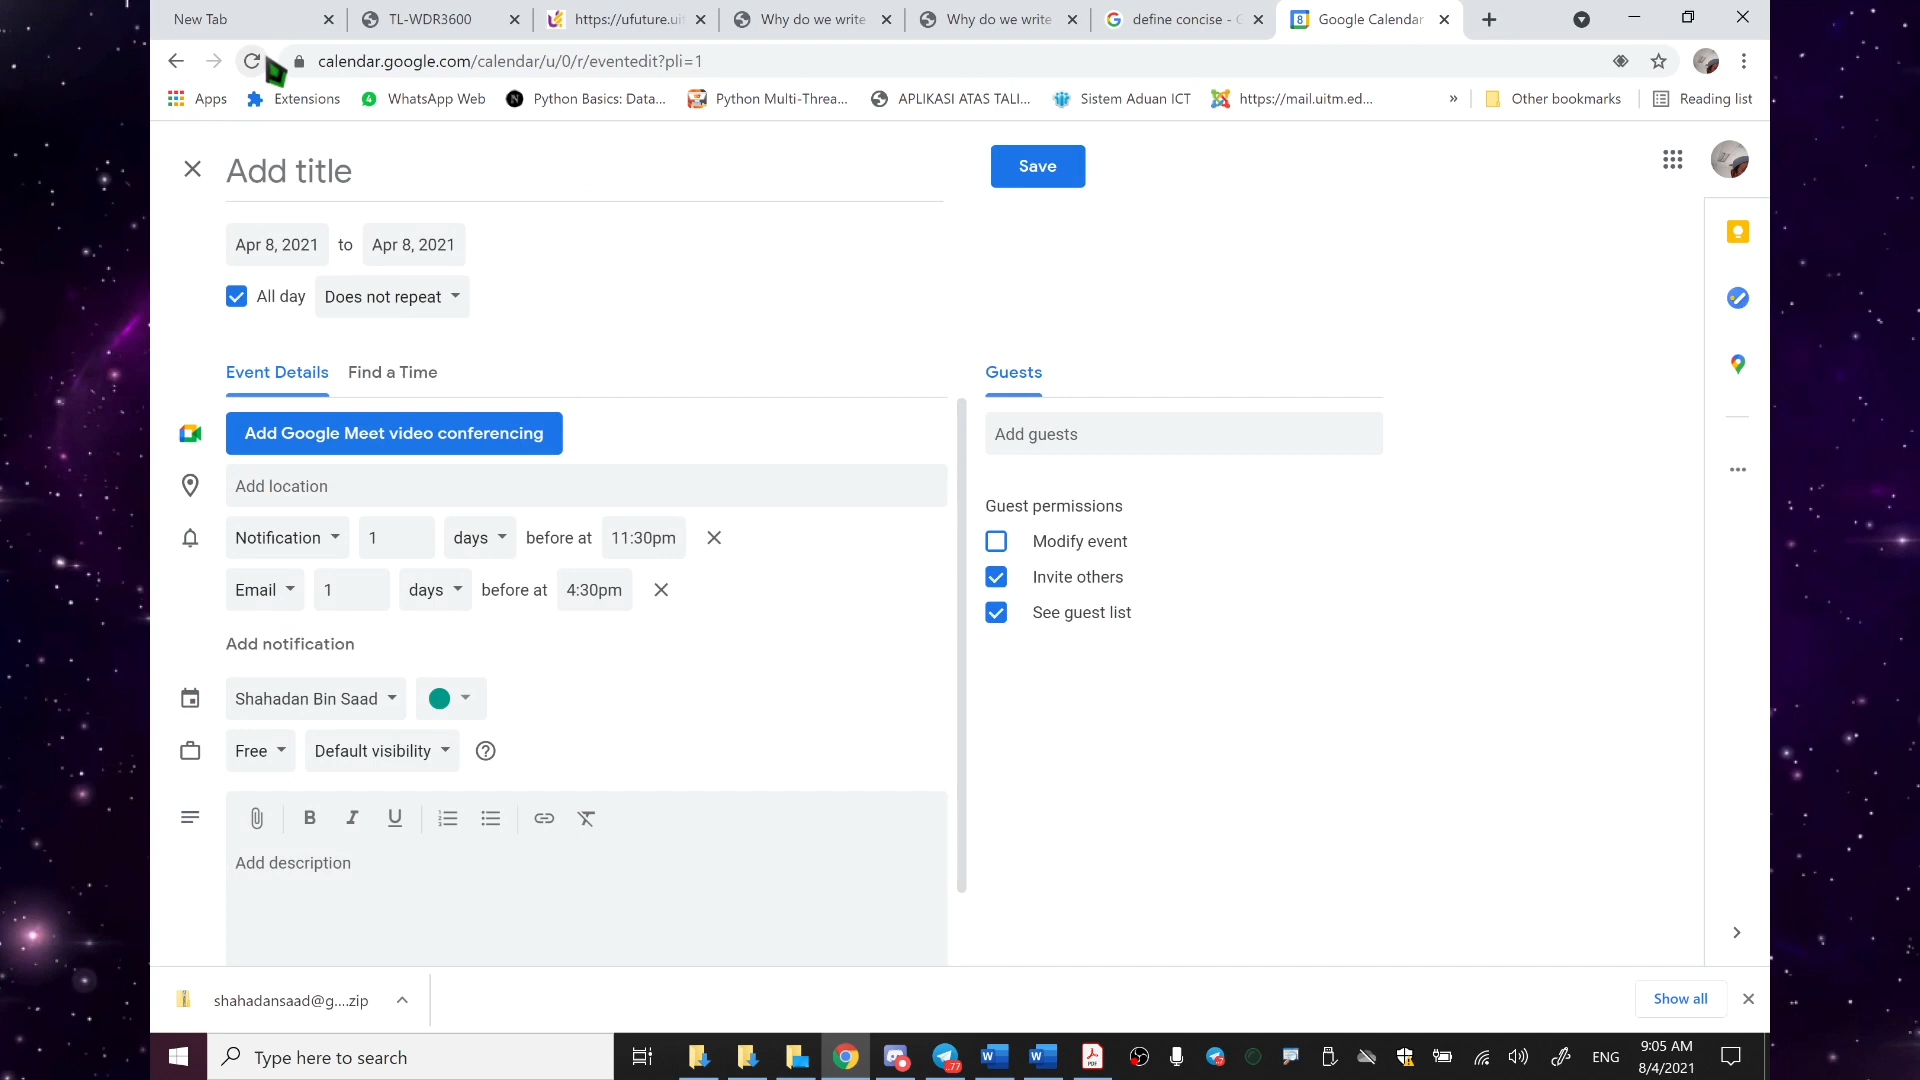 New Tab
TL-WDR3600
https://ufuture.ui
Why do we write
Why do we write
define concise - G
Google Calendar
calendar.google.com/calendar/u/0/r/eventedit?pli=1
Apps
Extensions
WhatsApp Web
Python Basics: Data...
Python Multi-Threa...
APLIKASI ATAS TALI...
Sistem Aduan ICT
https://mail.uitm.ed...
»
Other bookmarks
Reading list
Add title
Save
Apr 8, 2021 to Apr 8, 2021
All day Does not repeat
Event Details Find a Time
Guests
Add Google Meet video conferencing
Add guests
Add location
Guest permissions
Notification 1 days before at 11:30pm
Modify event
Invite others
Email 1 days before at 4:30pm
See guest list
Add notification
Shahadan Bin Saad
Free Default visibility
B I U
Add description
shahadansaad@g....zip
Show all
Type here to search
77
ENG
9:05 AM
8/4/2021